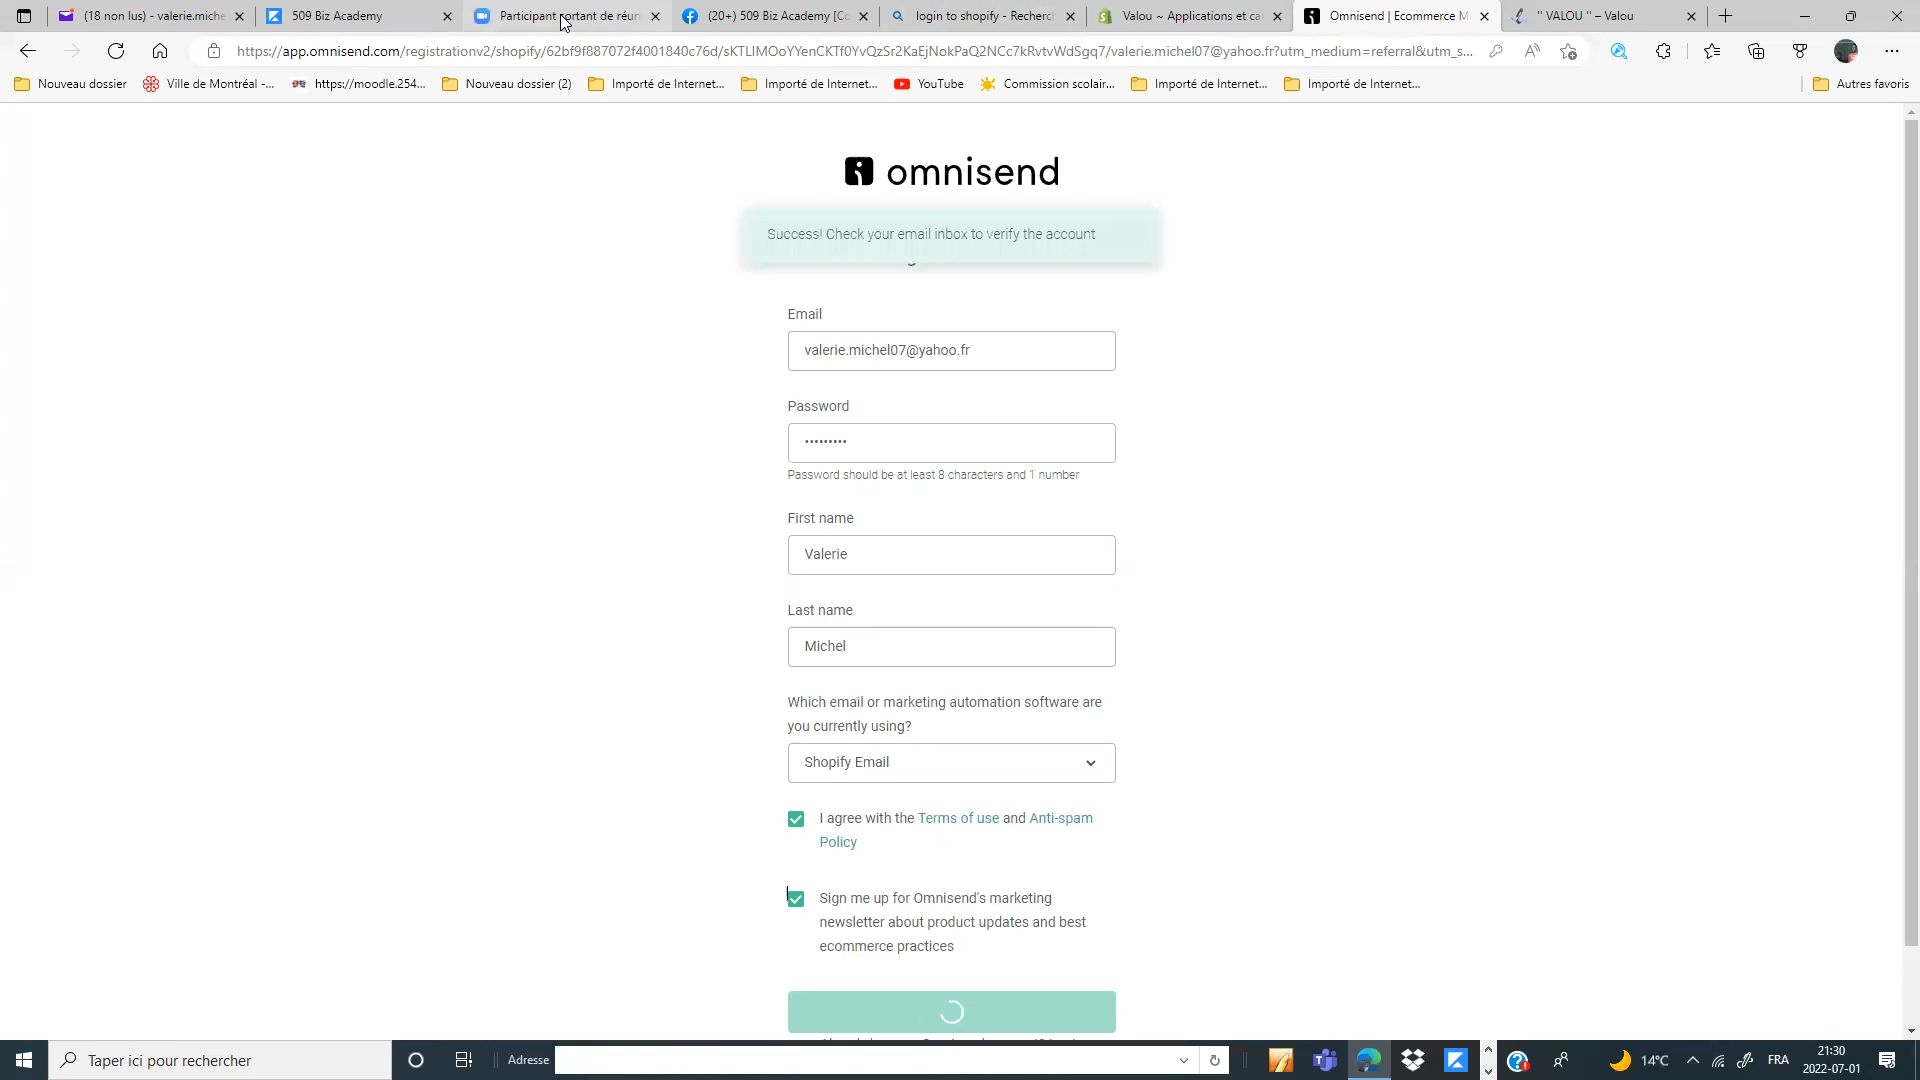 (18 non lus) - valerie.miche
509 Biz Academy
Participant sortant de réun
(20+) 509 Biz Academy [Co
login to shopify - Recherch
Valou ~ Applications et ca
Omnisend | Ecommerce M
'' VALOU '' – Valou
https://app.omnisend.com/registrationv2/shopify/62bf9f887072f4001840c76d/sKTLIMOoYYenCKTf0YvQzSr2KaEjNokPaQ2NCc7kRvtvWdSgq7/valerie.michel07@yahoo.fr?utm_medium=referral&utm_s...
Nouveau dossier
Ville de Montréal -...
https://moodle.254...
Nouveau dossier (2)
Importé de Internet...
Importé de Internet...
YouTube
Commission scolair...
Importé de Internet...
Importé de Internet...
Autres favoris
omnisend
Success! Check your email inbox to verify the account
Email
valerie.michel07@yahoo.fr
Password
•••••••••
Password should be at least 8 characters and 1 number
First name
Valerie
Last name
Michel
Which email or marketing automation software are
you currently using?
Shopify Email
I agree with the Terms of use and Anti-spam
Policy
Sign me up for Omnisend's marketing
newsletter about product updates and best
ecommerce practices
Taper ici pour rechercher
Adresse
14°C
FRA
21:30
2022-07-01